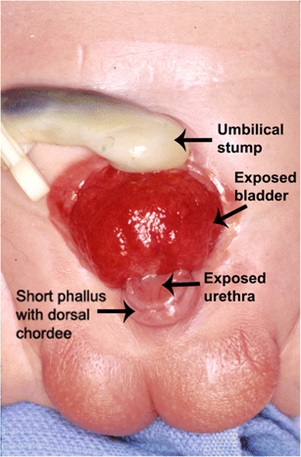 Umbilical
stump
Exposed
bladder
Exposed
urethra
Short phallus
with dorsal
chordee